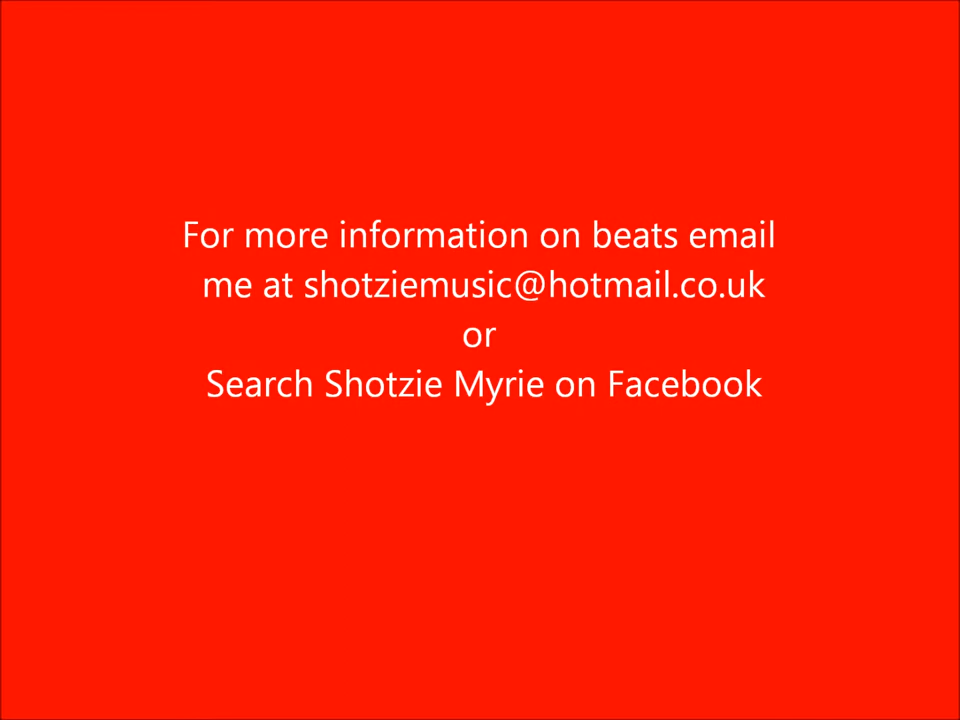 For more information on beats email
me at shotziemusic@hotmail.co.uk
or
Search Shotzie Myrie on Facebook